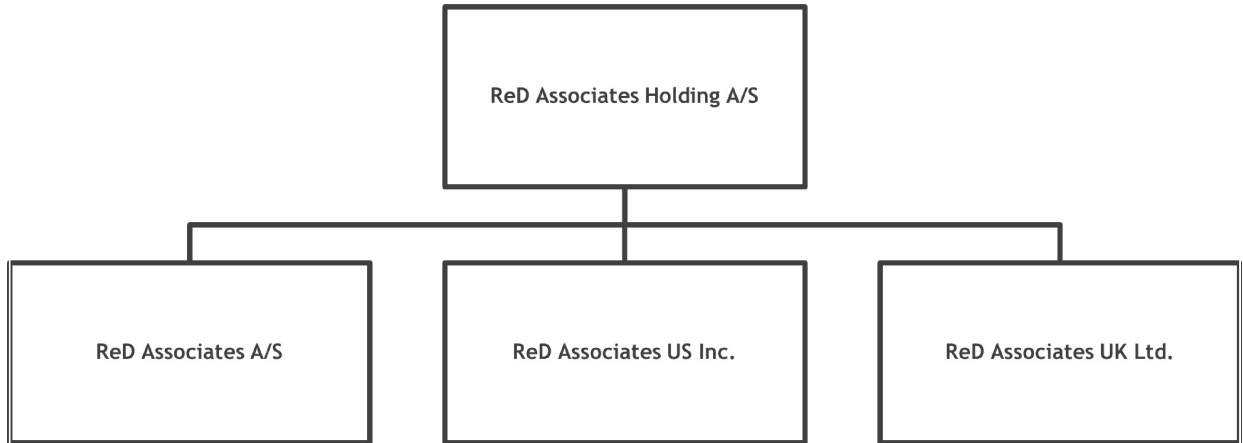 ReD Associates Holding A/S
ReD Associates A/S
ReD Associates US Inc.
ReD Associates UK Ltd.